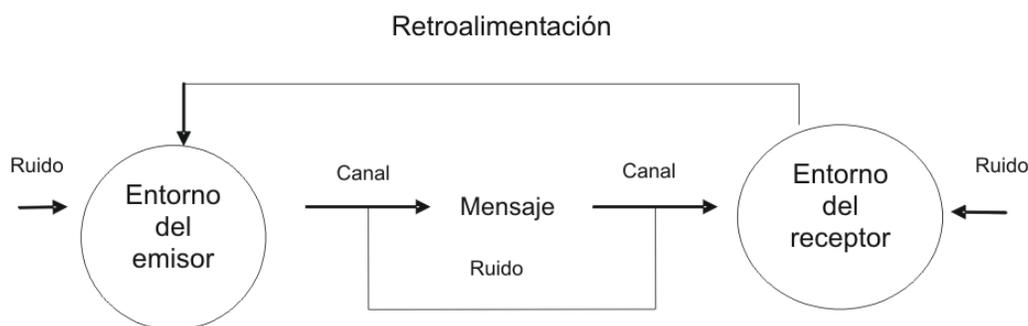 Retroalimentación
Ruido
Entorno
del
emisor
Canal
Mensaje
Ruido
Canal
Entorno
del
receptor
Ruido